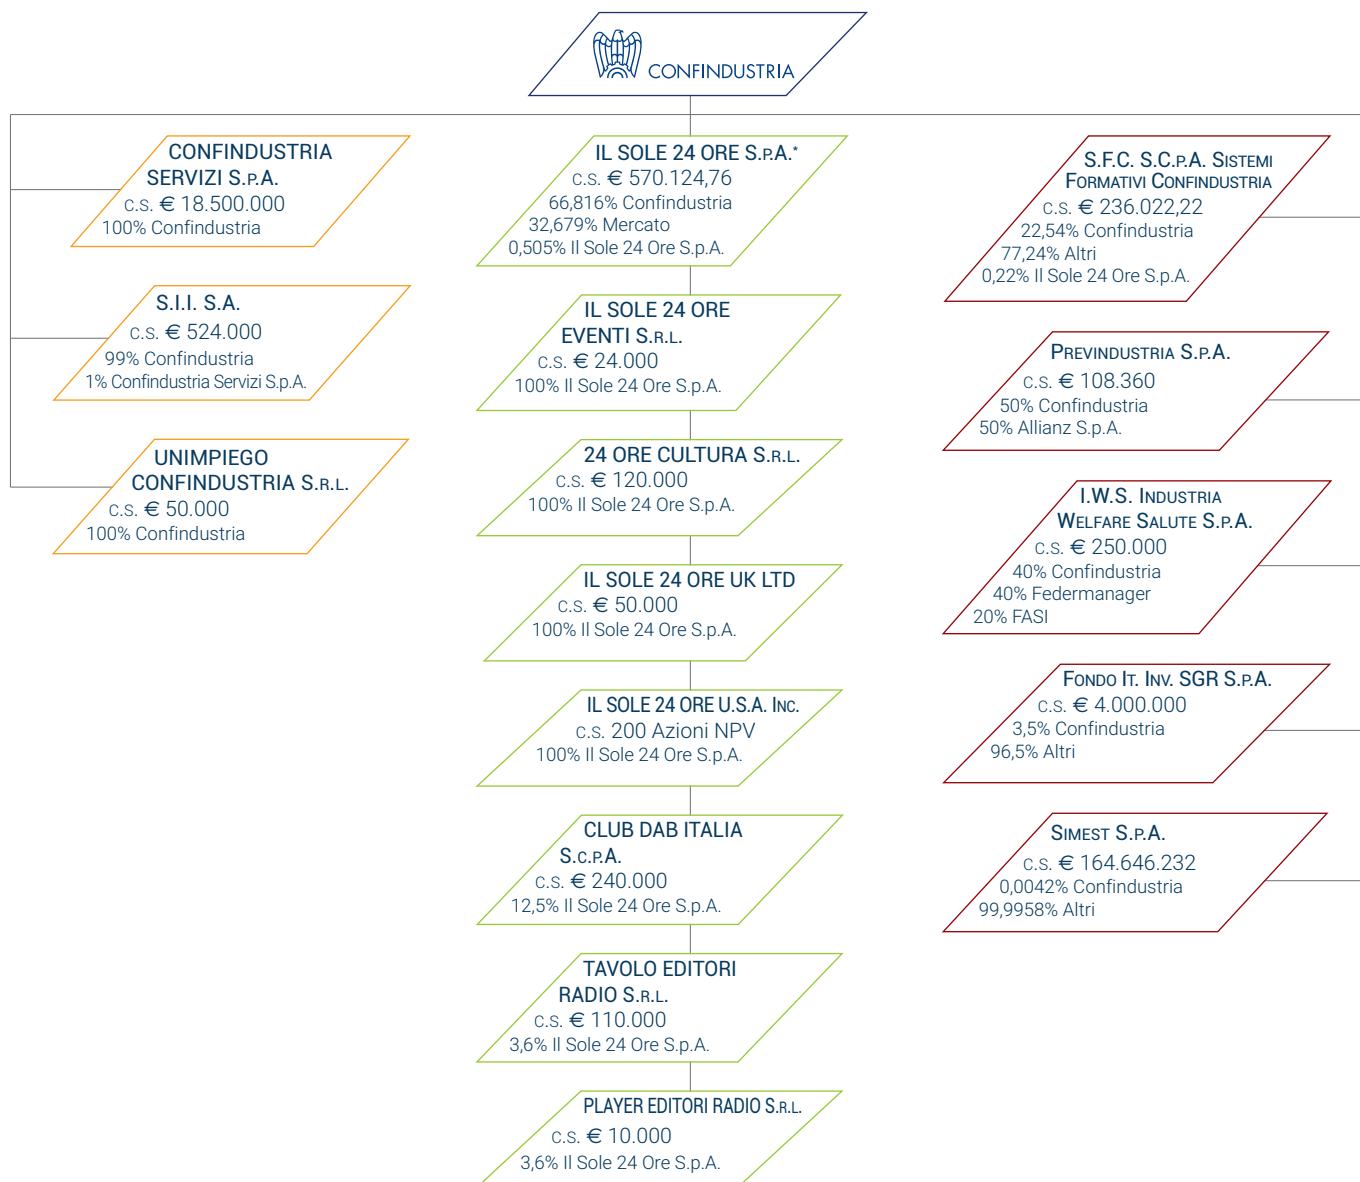 CONFINDUSTRIA
CONFINDUSTRIA
SERVIZI S.P.A.
C.S. € 18.500.000
100% Confindustria
S.I.I. S.A.
C.S. € 524.000
99% Confindustria
1% Confindustria Servizi S.p.A.
UNIMPIEGO
CONFINDUSTRIA S.R.L.
C.S. € 50.000
100% Confindustria
IL SOLE 24 ORE S.P.A.*
C.S. € 570.124,76
66,816% Confindustria
32,679% Mercato
0,505% Il Sole 24 Ore S.p.A.
IL SOLE 24 ORE
EVENTI S.R.L.
C.S. € 24.000
100% Il Sole 24 Ore S.p.A.
24 ORE CULTURA S.R.L.
C.S. € 120.000
100% Il Sole 24 Ore S.p.A.
IL SOLE 24 ORE UK LTD
C.S. € 50.000
100% Il Sole 24 Ore S.p.A.
IL SOLE 24 ORE U.S.A. INC.
C.S. 200 Azioni NPV
100% Il Sole 24 Ore S.p.A.
CLUB DAB ITALIA
S.C.P.A.
C.S. € 240.000
12,5% Il Sole 24 Ore S.p.A.
TAVOLO EDITORI
RADIO S.R.L.
C.S. € 110.000
3,6% Il Sole 24 Ore S.p.A.
PLAYER EDITORI RADIO S.R.L.
C.S. € 10.000
3,6% Il Sole 24 Ore S.p.A.
S.F.C. S.C.P.A. SISTEMI
FORMATIVI CONFINDUSTRIA
C.S. € 236.022,22
22,54% Confindustria
77,24% Altri
0,22% Il Sole 24 Ore S.p.A.
PREVINDUSTRIA S.P.A.
C.S. € 108.360
50% Confindustria
50% Allianz S.p.A.
I.W.S. INDUSTRIA
WELFARE SALUTE S.P.A.
C.S. € 250.000
40% Confindustria
40% Federmanager
20% FASI
FONDO IT. INV. SGR S.P.A.
C.S. € 4.000.000
3,5% Confindustria
96,5% Altri
SIMEST S.P.A.
C.S. € 164.646.232
0,0042% Confindustria
99,9958% Altri